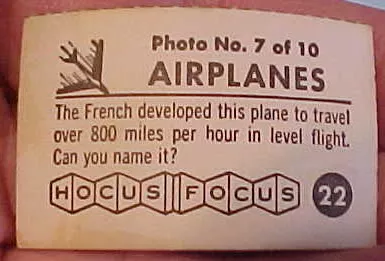 Photo No. 7 of 10
AIRPLANES
The French developed this plane to travel
over 800 miles per hour in level flight.
Can you name it?
HOCUS FOCUS 22